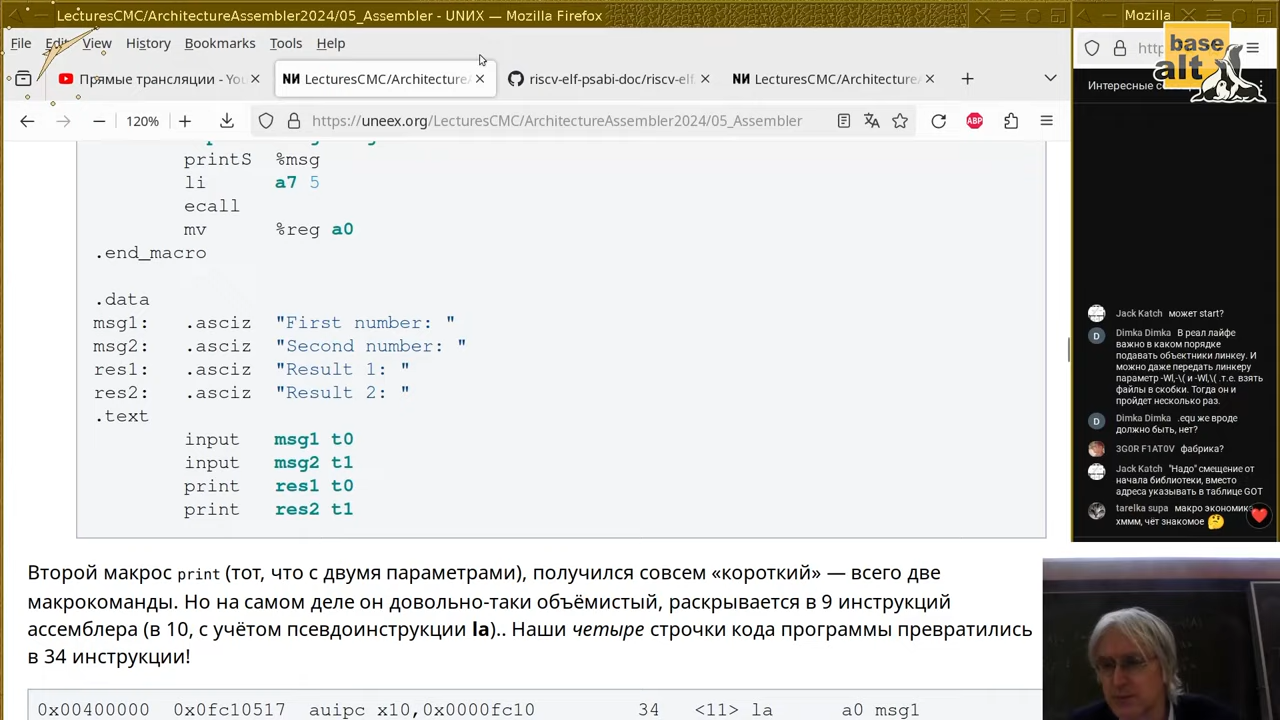 LecturesCMC/ArchitectureAssembler2024/05_Assembler - UNИX — Mozilla Firefox
Mozilla
File Edit View History Bookmarks Tools Help
Прямые трансляции - You
NИ LecturesCMC/Architecture
riscv-elf-psabi-doc/riscv-elf
NИ LecturesCMC/Architecture
120%
https://uneex.org/LecturesCMC/ArchitectureAssembler2024/05_Assembler
ABP
base
alt
printS %msg
li a7 5
ecall
mv %reg a0
.end_macro
.data
msg1: .asciz "First number: "
msg2: .asciz "Second number: "
res1: .asciz "Result 1: "
res2: .asciz "Result 2: "
.text
input msg1 t0
input msg2 t1
print res1 t0
print res2 t1
Второй макрос print (тот, что с двумя параметрами), получился совсем «короткий» — всего две
макрокоманды. Но на самом деле он довольно-таки объёмистый, раскрывается в 9 инструкций
ассемблера (в 10, с учётом псевдоинструкции la).. Наши четыре строчки кода программы превратились
в 34 инструкции!
0x00400000 0x0fc10517 auipc x10,0x0000fc10 34 <11> la a0 msg1
Jack Katch может start?
Dimka Dimka В реал лайфе
важно в каком порядке
подавать объектники линкеу. И
можно даже передать линкеру
параметр -Wl,-\( и -Wl,\( .т.е. взять
файлы в скобки. Тогда он и
пройдет несколько раз.
Dimka Dimka .equ же вроде
должно быть, нет?
3G0R F1AT0V фабрика?
Jack Katch "Надо" смещение от
начала библиотеки, вместо
адреса указывать в таблице GOT
tarelka supa макро экономика
хммм, чёт знакомое